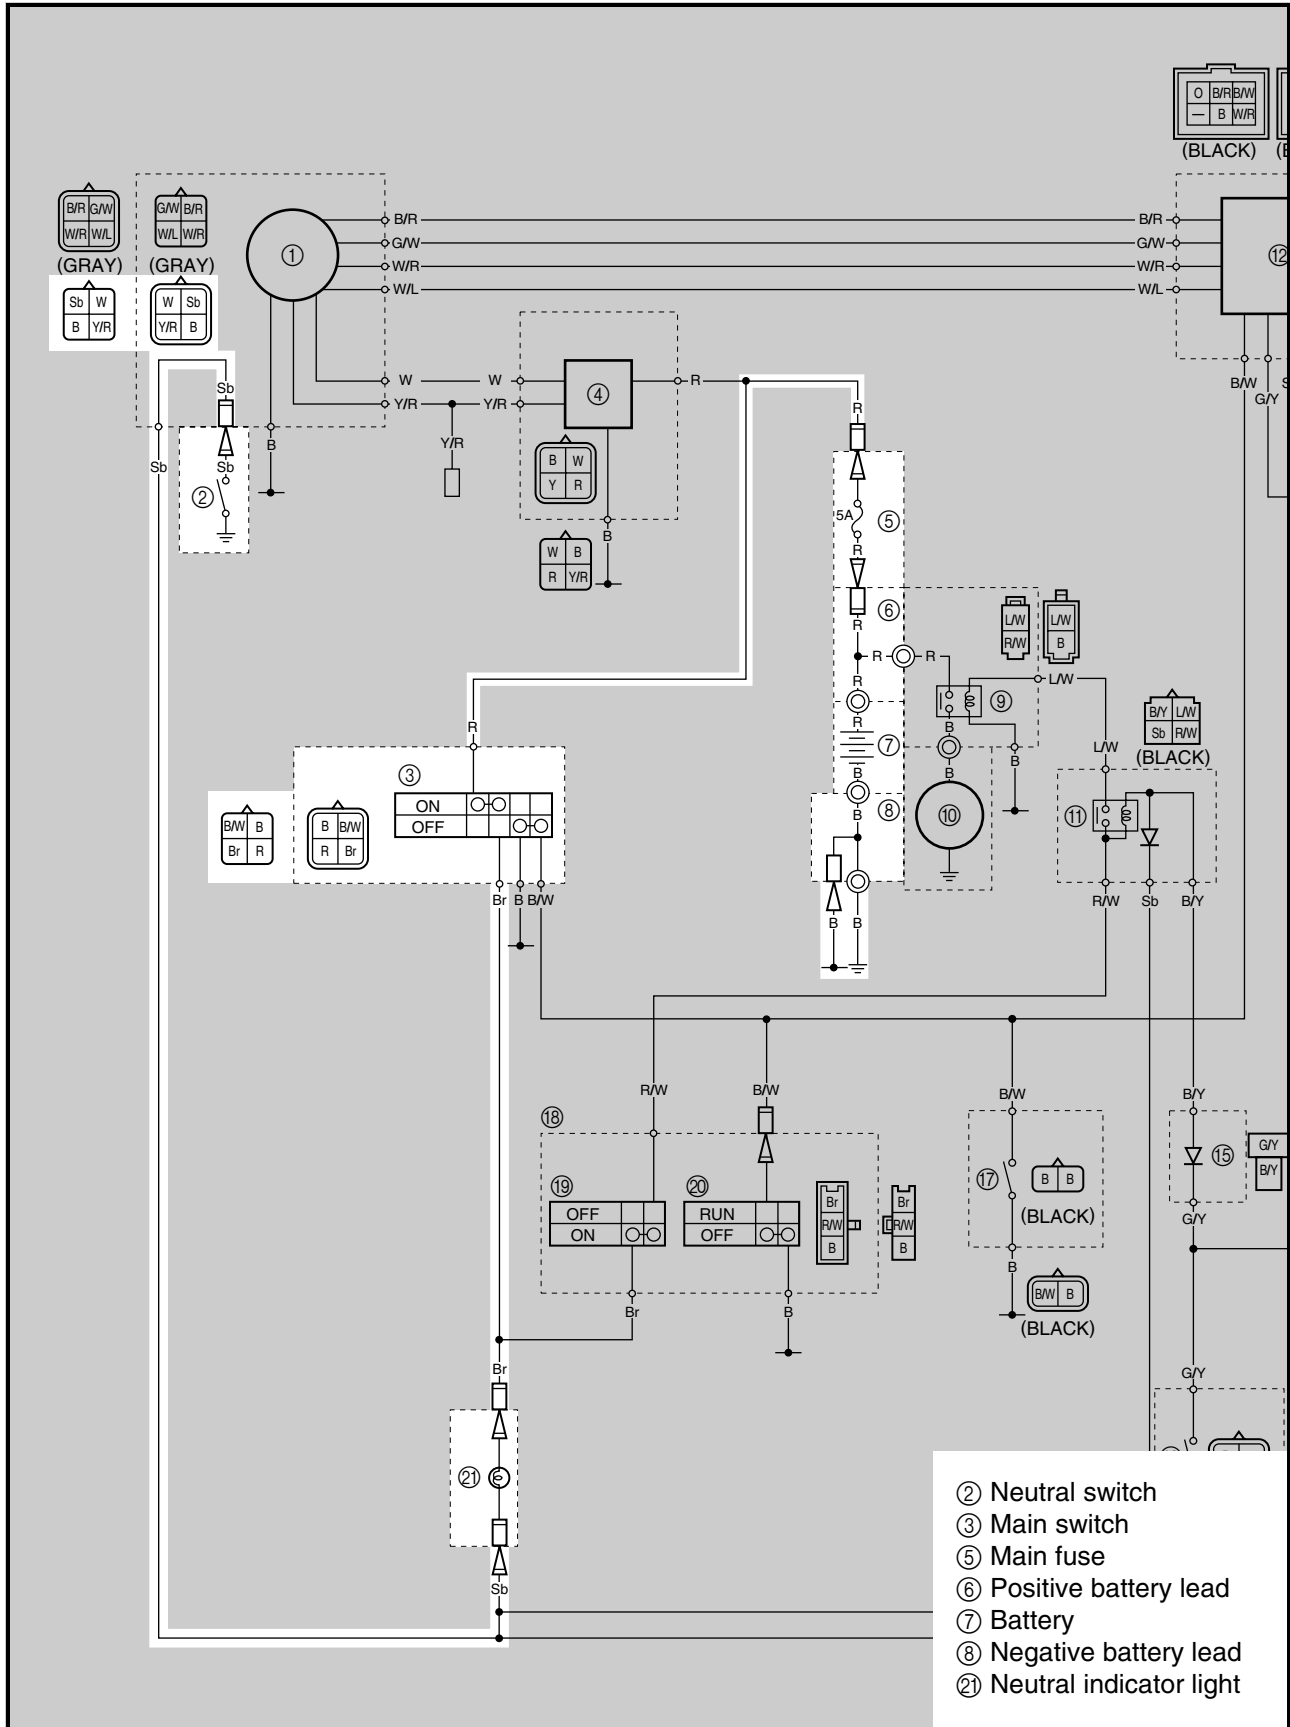 O B/R B/W
— B W/R
(BLACK)
B/R G/W
W/R W/L
(GRAY)
G/W B/R
W/L W/R
(GRAY)
Sb W
B Y/R
W Sb
Y/R B
①
B/R B/R
G/W G/W
W/R W/R
W/L W/L
⑫
W W
Y/R Y/R
④
R
B/W
G/Y
Sb
Sb
Sb
②
B
Y/R
B W
Y R
W B
R Y/R
B
R
5A
⑤
R
⑥
R
R R
R
R
⑦
B
B
⑧
B B
L/W
R/W
L/W
B
L/W
⑨
B
B
B
⑩
L/W
B/Y L/W
Sb R/W
(BLACK)
⑪
R/W Sb B/Y
R
③
ON
OFF
B/W B
Br R
B B/W
R Br
Br B B/W
R/W
B/W
B/W
B/Y
⑱
⑲
OFF
ON
⑳
RUN
OFF
Br
R/W
B
Br
R/W
B
⑰
B B
(BLACK)
B
B/W B
(BLACK)
⑮
G/Y
B/Y
G/Y
Br
B
G/Y
Br
㉑
Sb
② Neutral switch
③ Main switch
⑤ Main fuse
⑥ Positive battery lead
⑦ Battery
⑧ Negative battery lead
㉑ Neutral indicator light